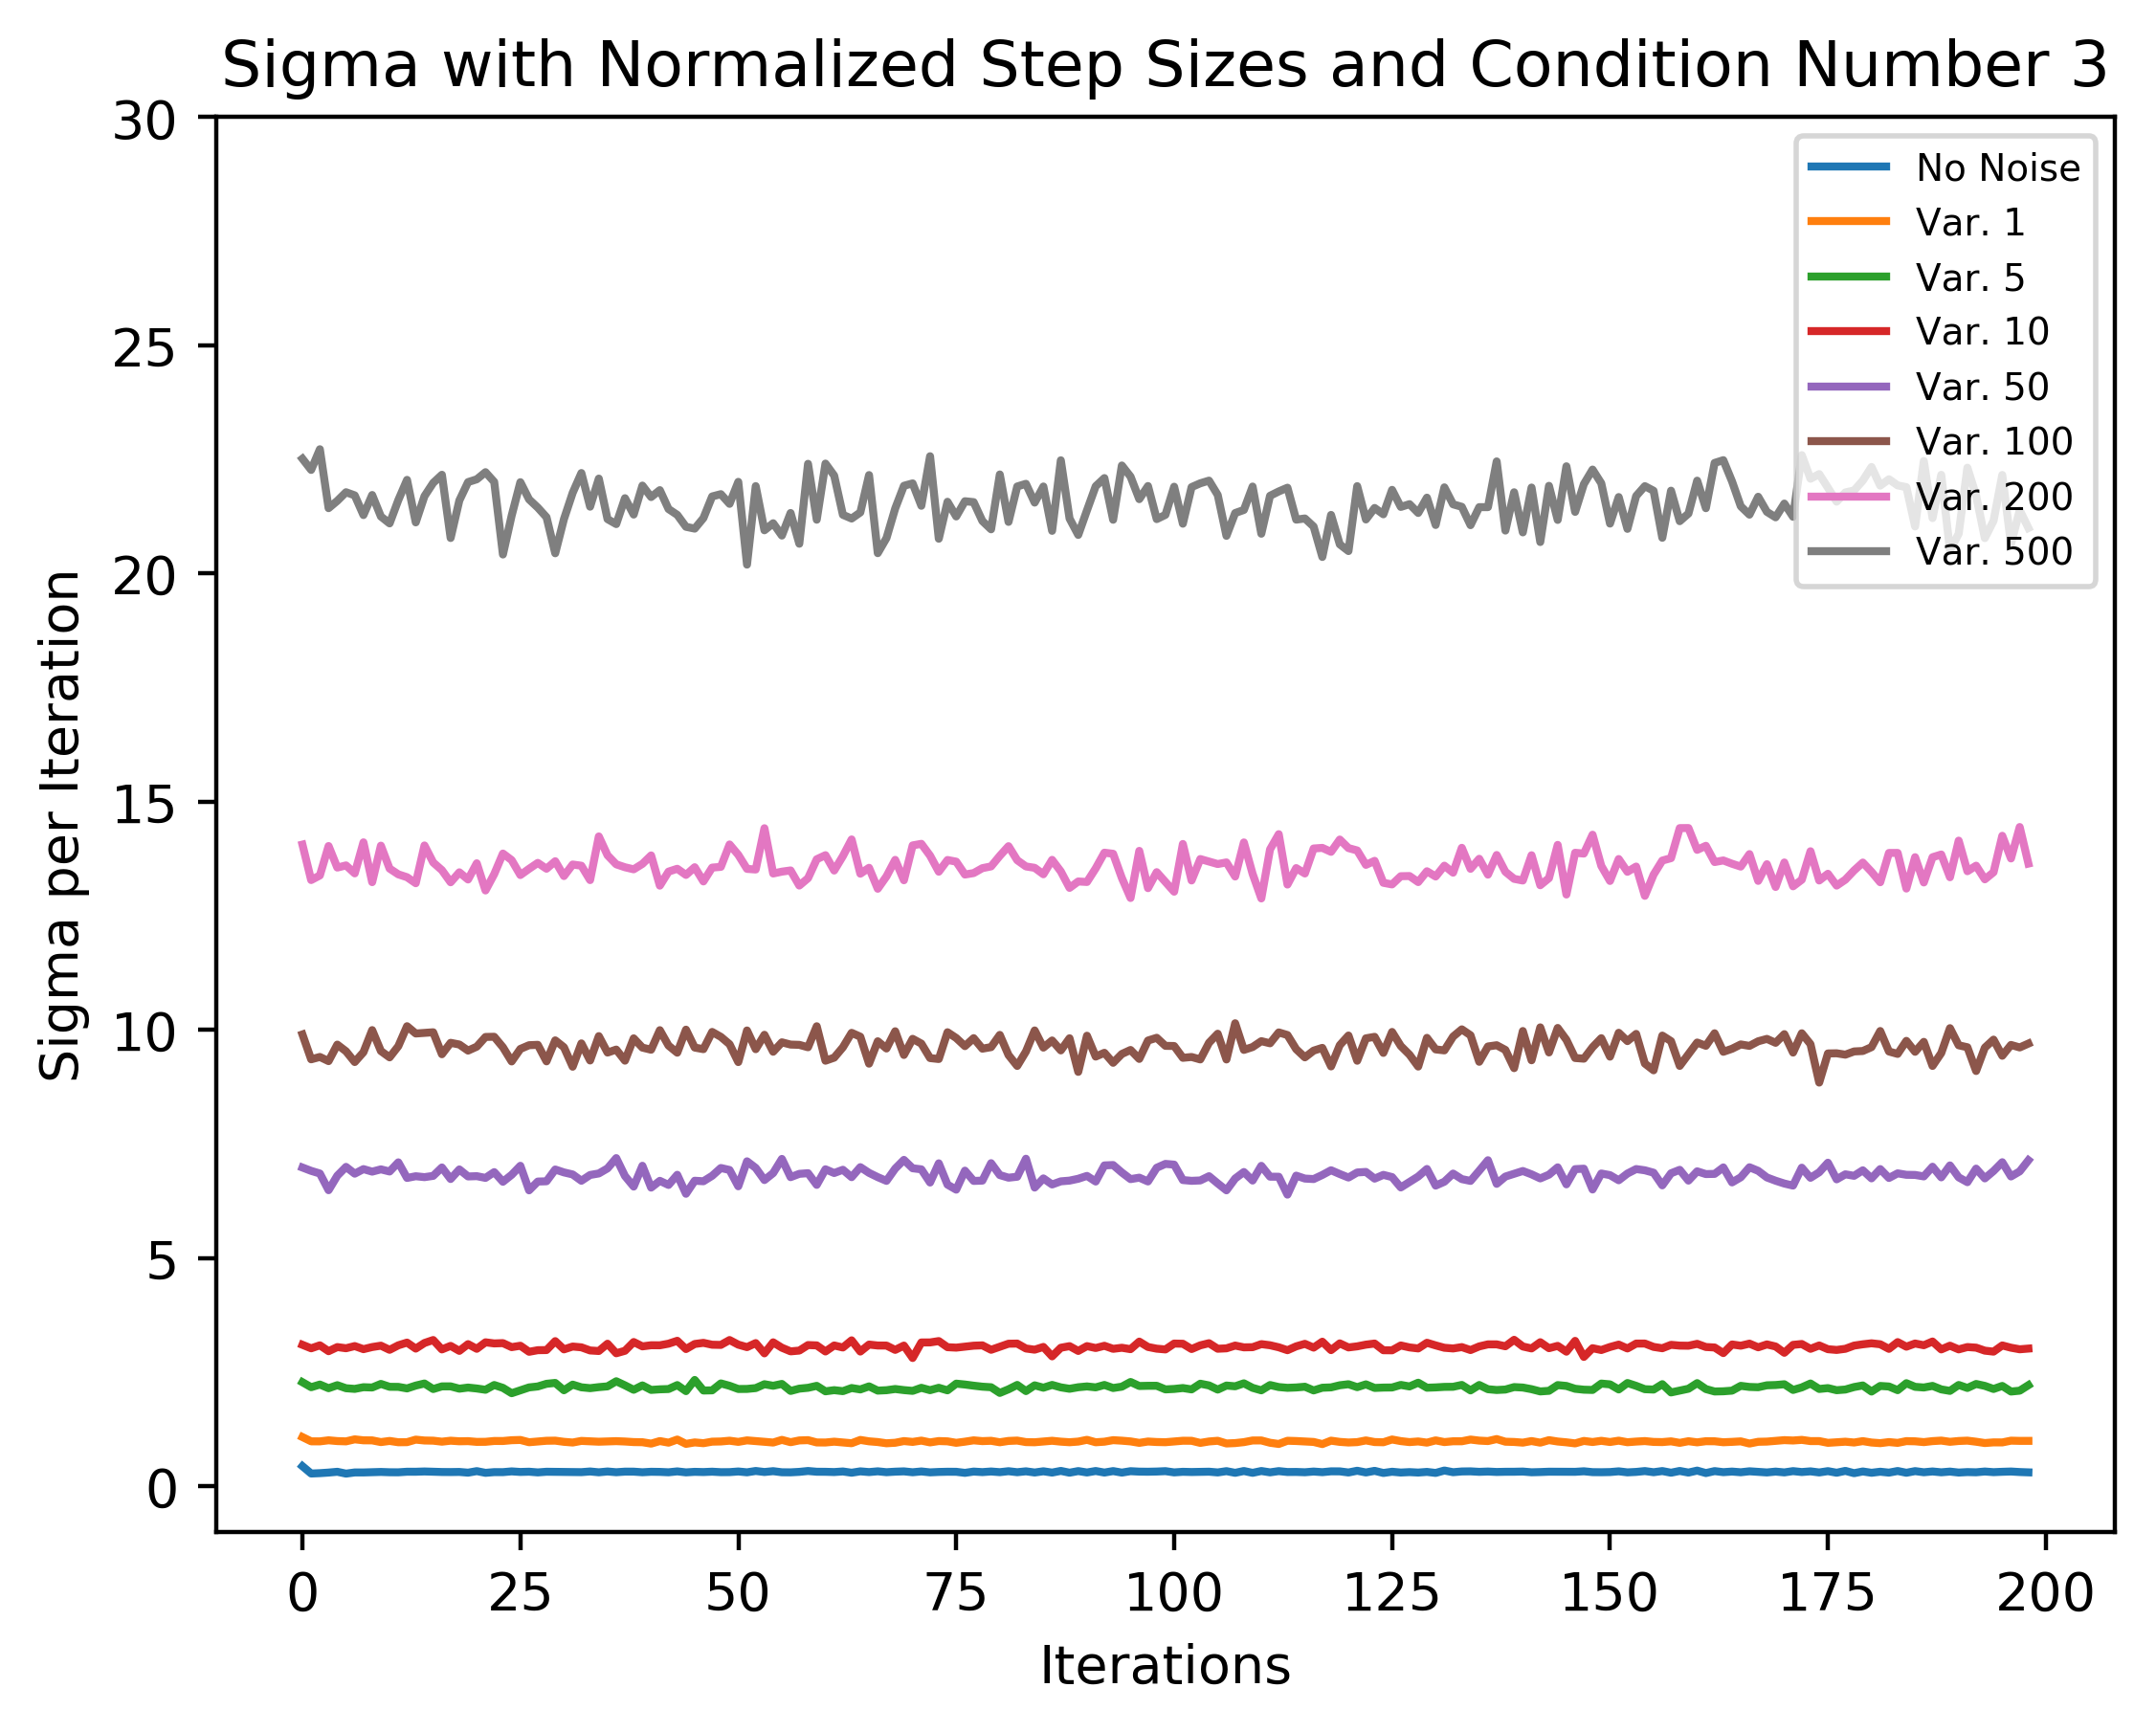 Sigma with Normalized Step Sizes and Condition Number 3
30
25
20
15
10
5
0
Sigma per Iteration
No Noise
Var. 1
Var. 5
Var. 10
Var. 50
Var. 100
Var. 200
Var. 500
0 25 50 75 100 125 150 175 200
Iterations